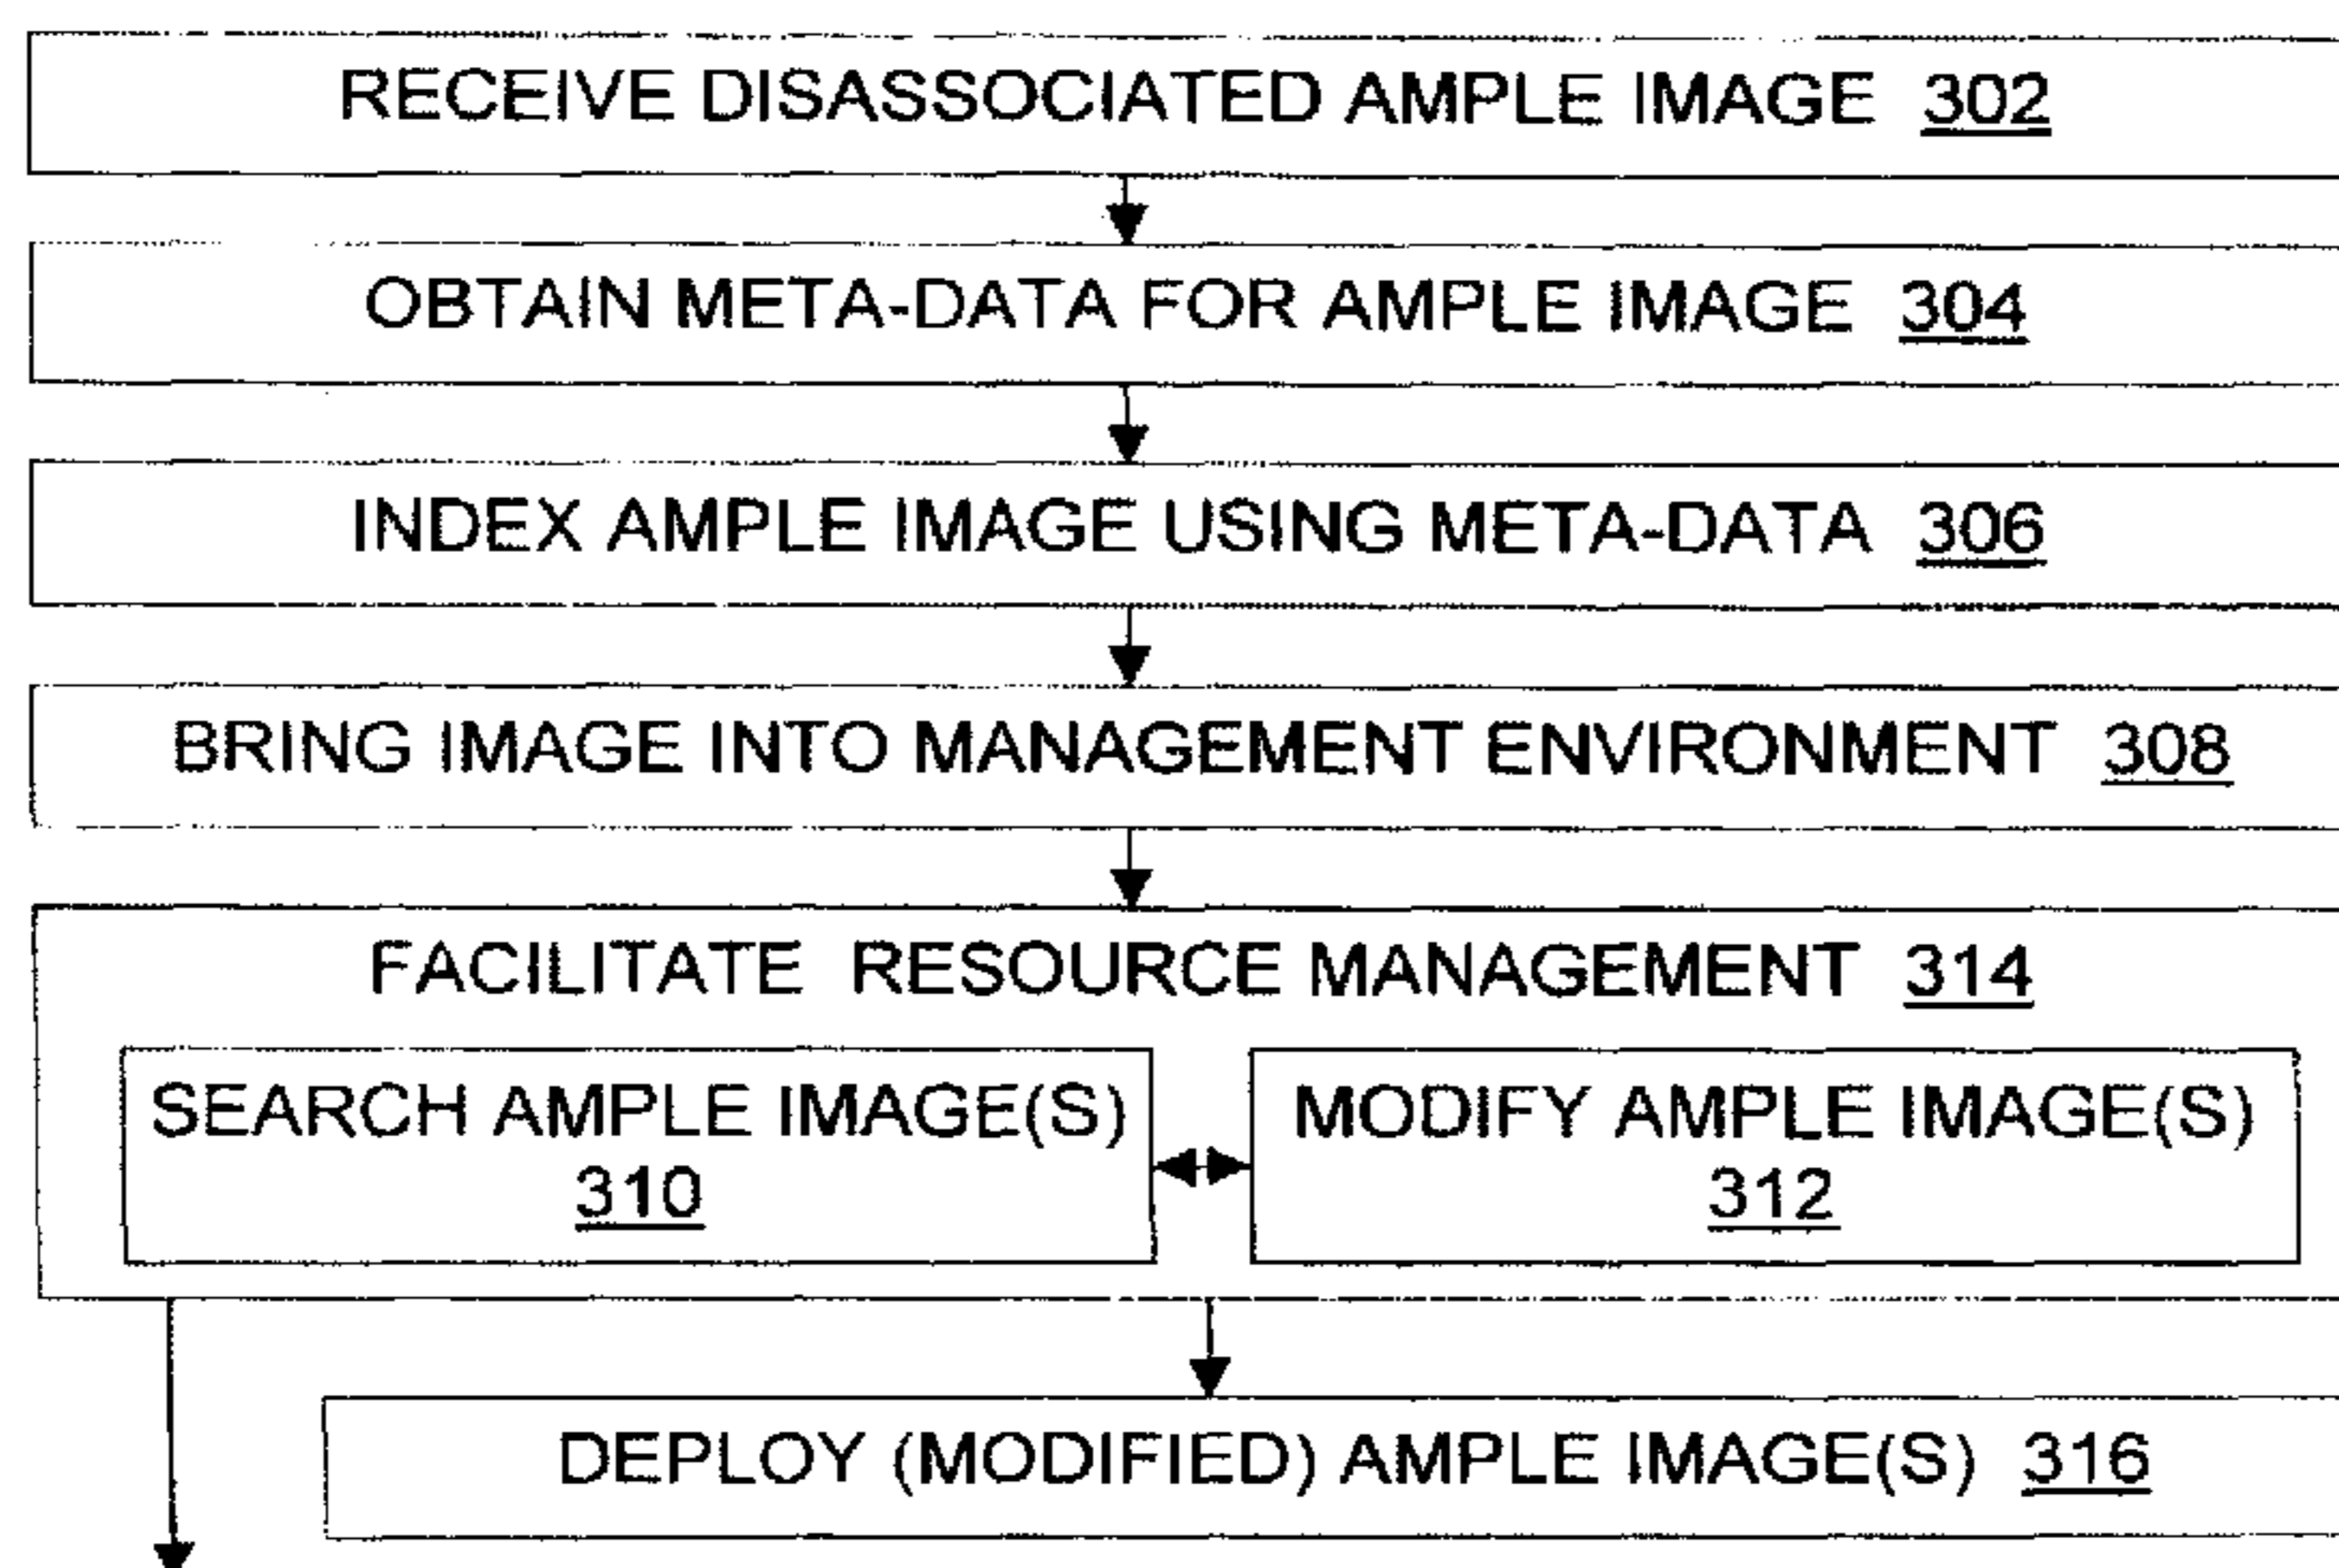 RECEIVE DISASSOCIATED AMPLE IMAGE 302
OBTAIN META-DATA FOR AMPLE IMAGE 304
INDEX AMPLE IMAGE USING META-DATA 306
BRING IMAGE INTO MANAGEMENT ENVIRONMENT 308
FACILITATE RESOURCE MANAGEMENT 314
SEARCH AMPLE IMAGE(S)
310
MODIFY AMPLE IMAGE(S)
312
DEPLOY (MODIFIED) AMPLE IMAGE(S) 316